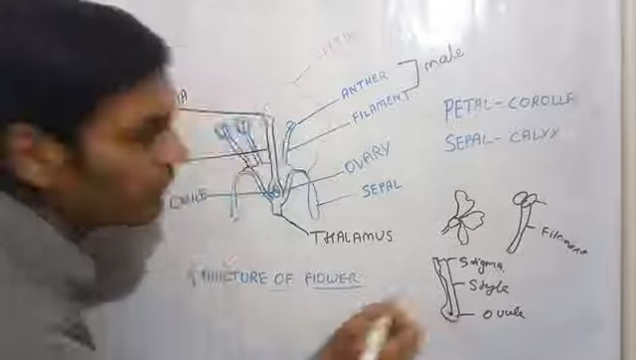 ANTHER
male
FILAMENT
PETAL-COROLLA
SEPAL-CALYX
OVARY
SEPAL
THALAMUS
STRUCTURE OF FLOWER
Filament
Stigma
Style
Ovule